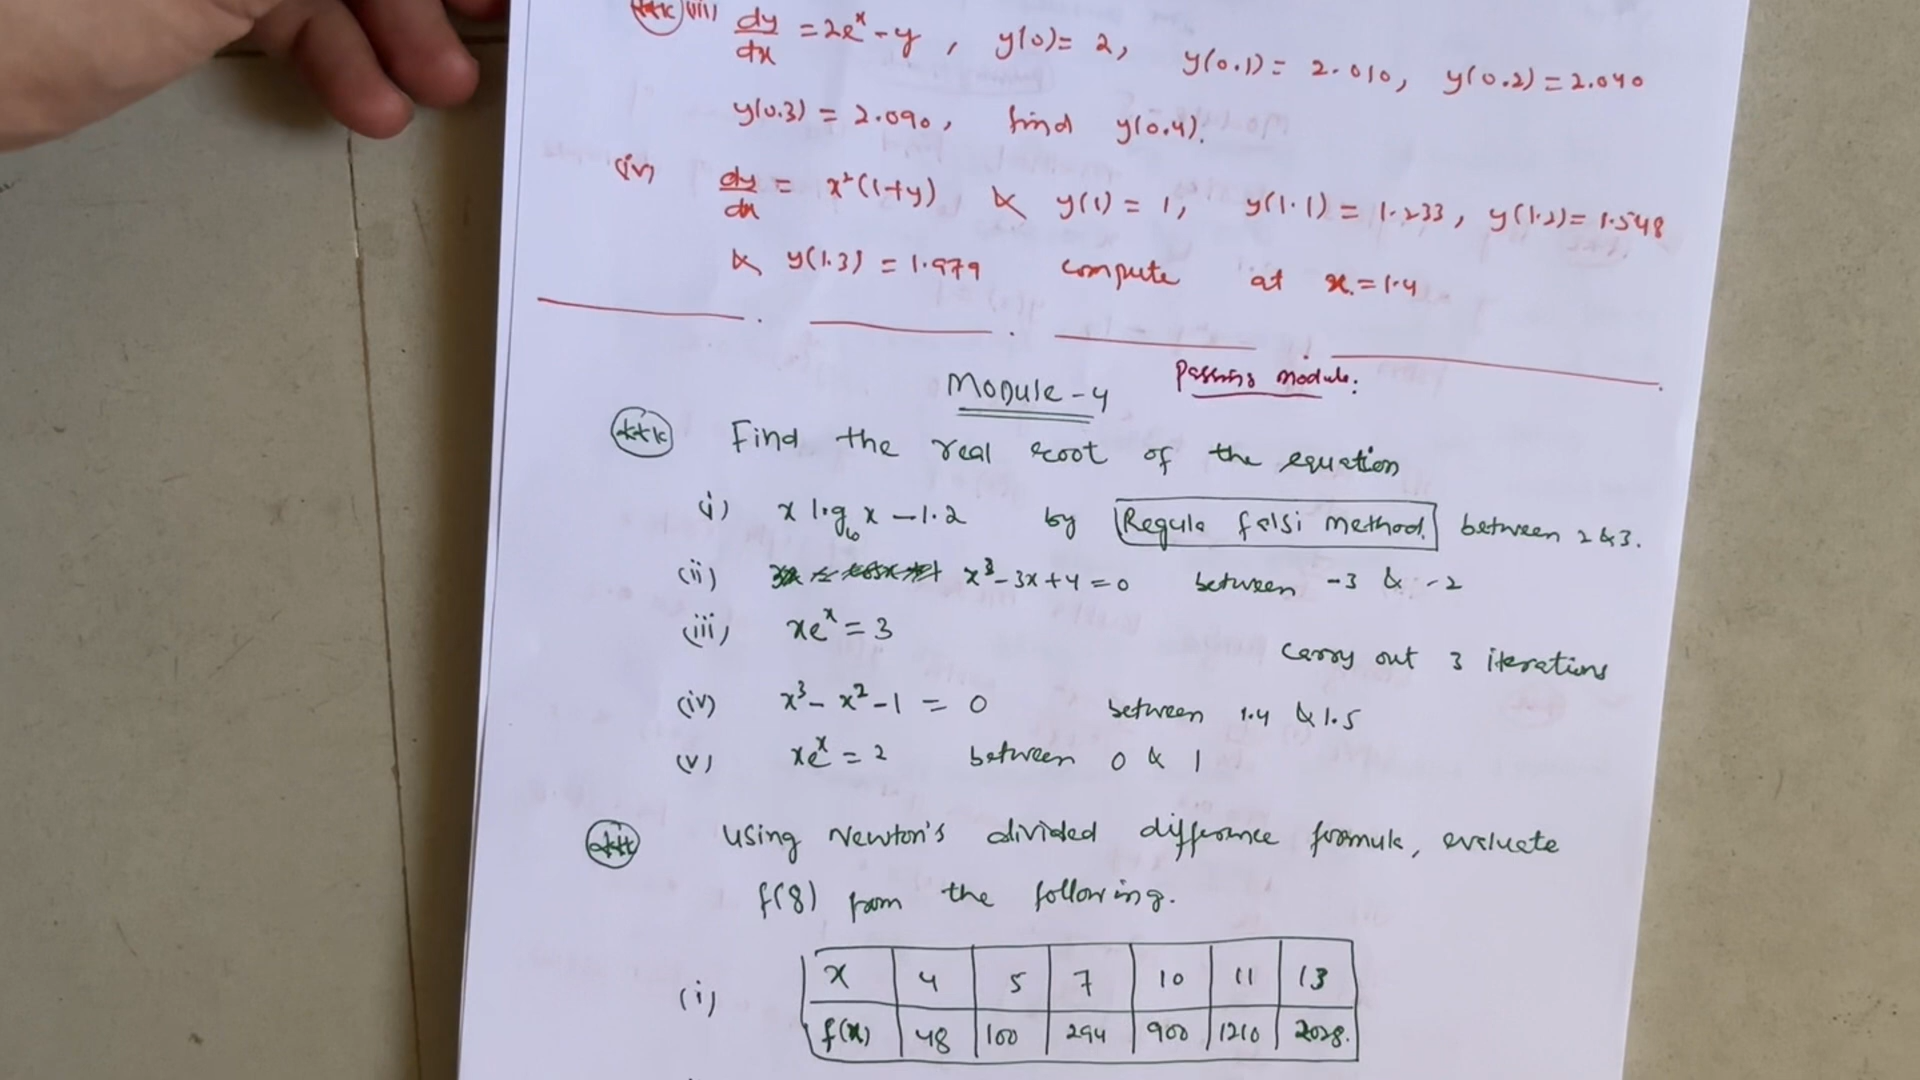 (iii) dy/dx = 2eˣ - y , y(0) = 2, y(0.1) = 2.010, y(0.2) = 2.040
y(0.3) = 2.090, find y(0.4).
(iv) dy/dx = x²(1+y) & y(1) = 1, y(1.1) = 1.233, y(1.2) = 1.548
& y(1.3) = 1.979 compute at x = 1.4
Module - 4 Passing module:
Find the real root of the equation
(i) x log₁₀ x - 1.2 by Regula falsi method. between 2 & 3.
(ii) x³ - 3x + 4 = 0 between -3 & -2
(iii) xeˣ = 3 carry out 3 iterations
(iv) x³ - x² - 1 = 0 between 1.4 & 1.5
(v) xeˣ = 2 between 0 & 1
Using Newton's divided difference formula, evaluate
f(8) from the following.
(i) x 4 5 7 10 11 13
f(x) 48 100 294 900 1210 2028.